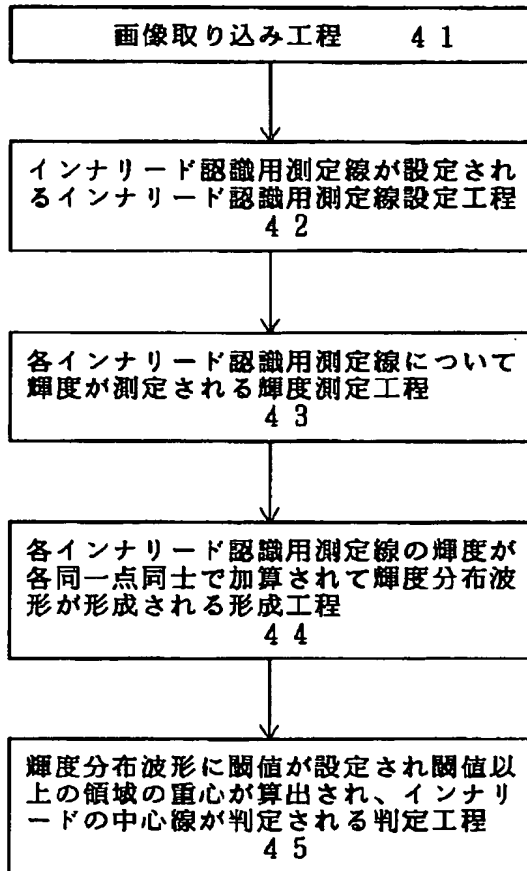 画像取り込み工程 41
インナリード認識用測定線が設定され
るインナリード認識用測定線設定工程
42
各インナリード認識用測定線について
輝度が測定される輝度測定工程
43
各インナリード認識用測定線の輝度が
各同一点同士で加算されて輝度分布波
形が形成される形成工程
44
輝度分布波形に閾値が設定され閾値以
上の領域の重心が算出され、インナリ
ードの中心線が判定される判定工程
45